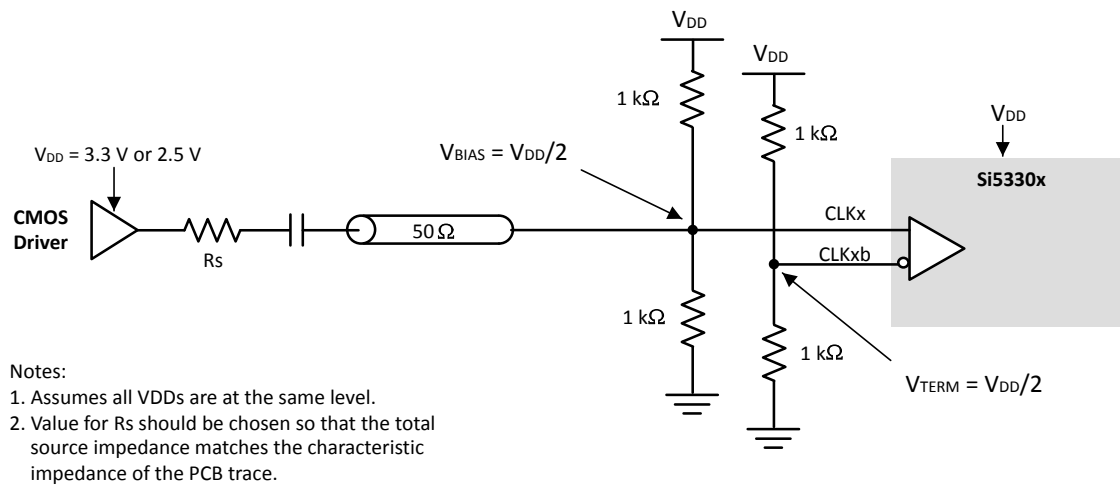 VDD
VDD
1 kΩ
1 kΩ
VDD
VDD = 3.3 V or 2.5 V
VBIAS = VDD/2
Si5330x
CMOS
Driver
Rs
50 Ω
CLKx
CLKxb
1 kΩ
1 kΩ
VTERM = VDD/2
Notes:
1. Assumes all VDDs are at the same level.
2. Value for Rs should be chosen so that the total
source impedance matches the characteristic
impedance of the PCB trace.